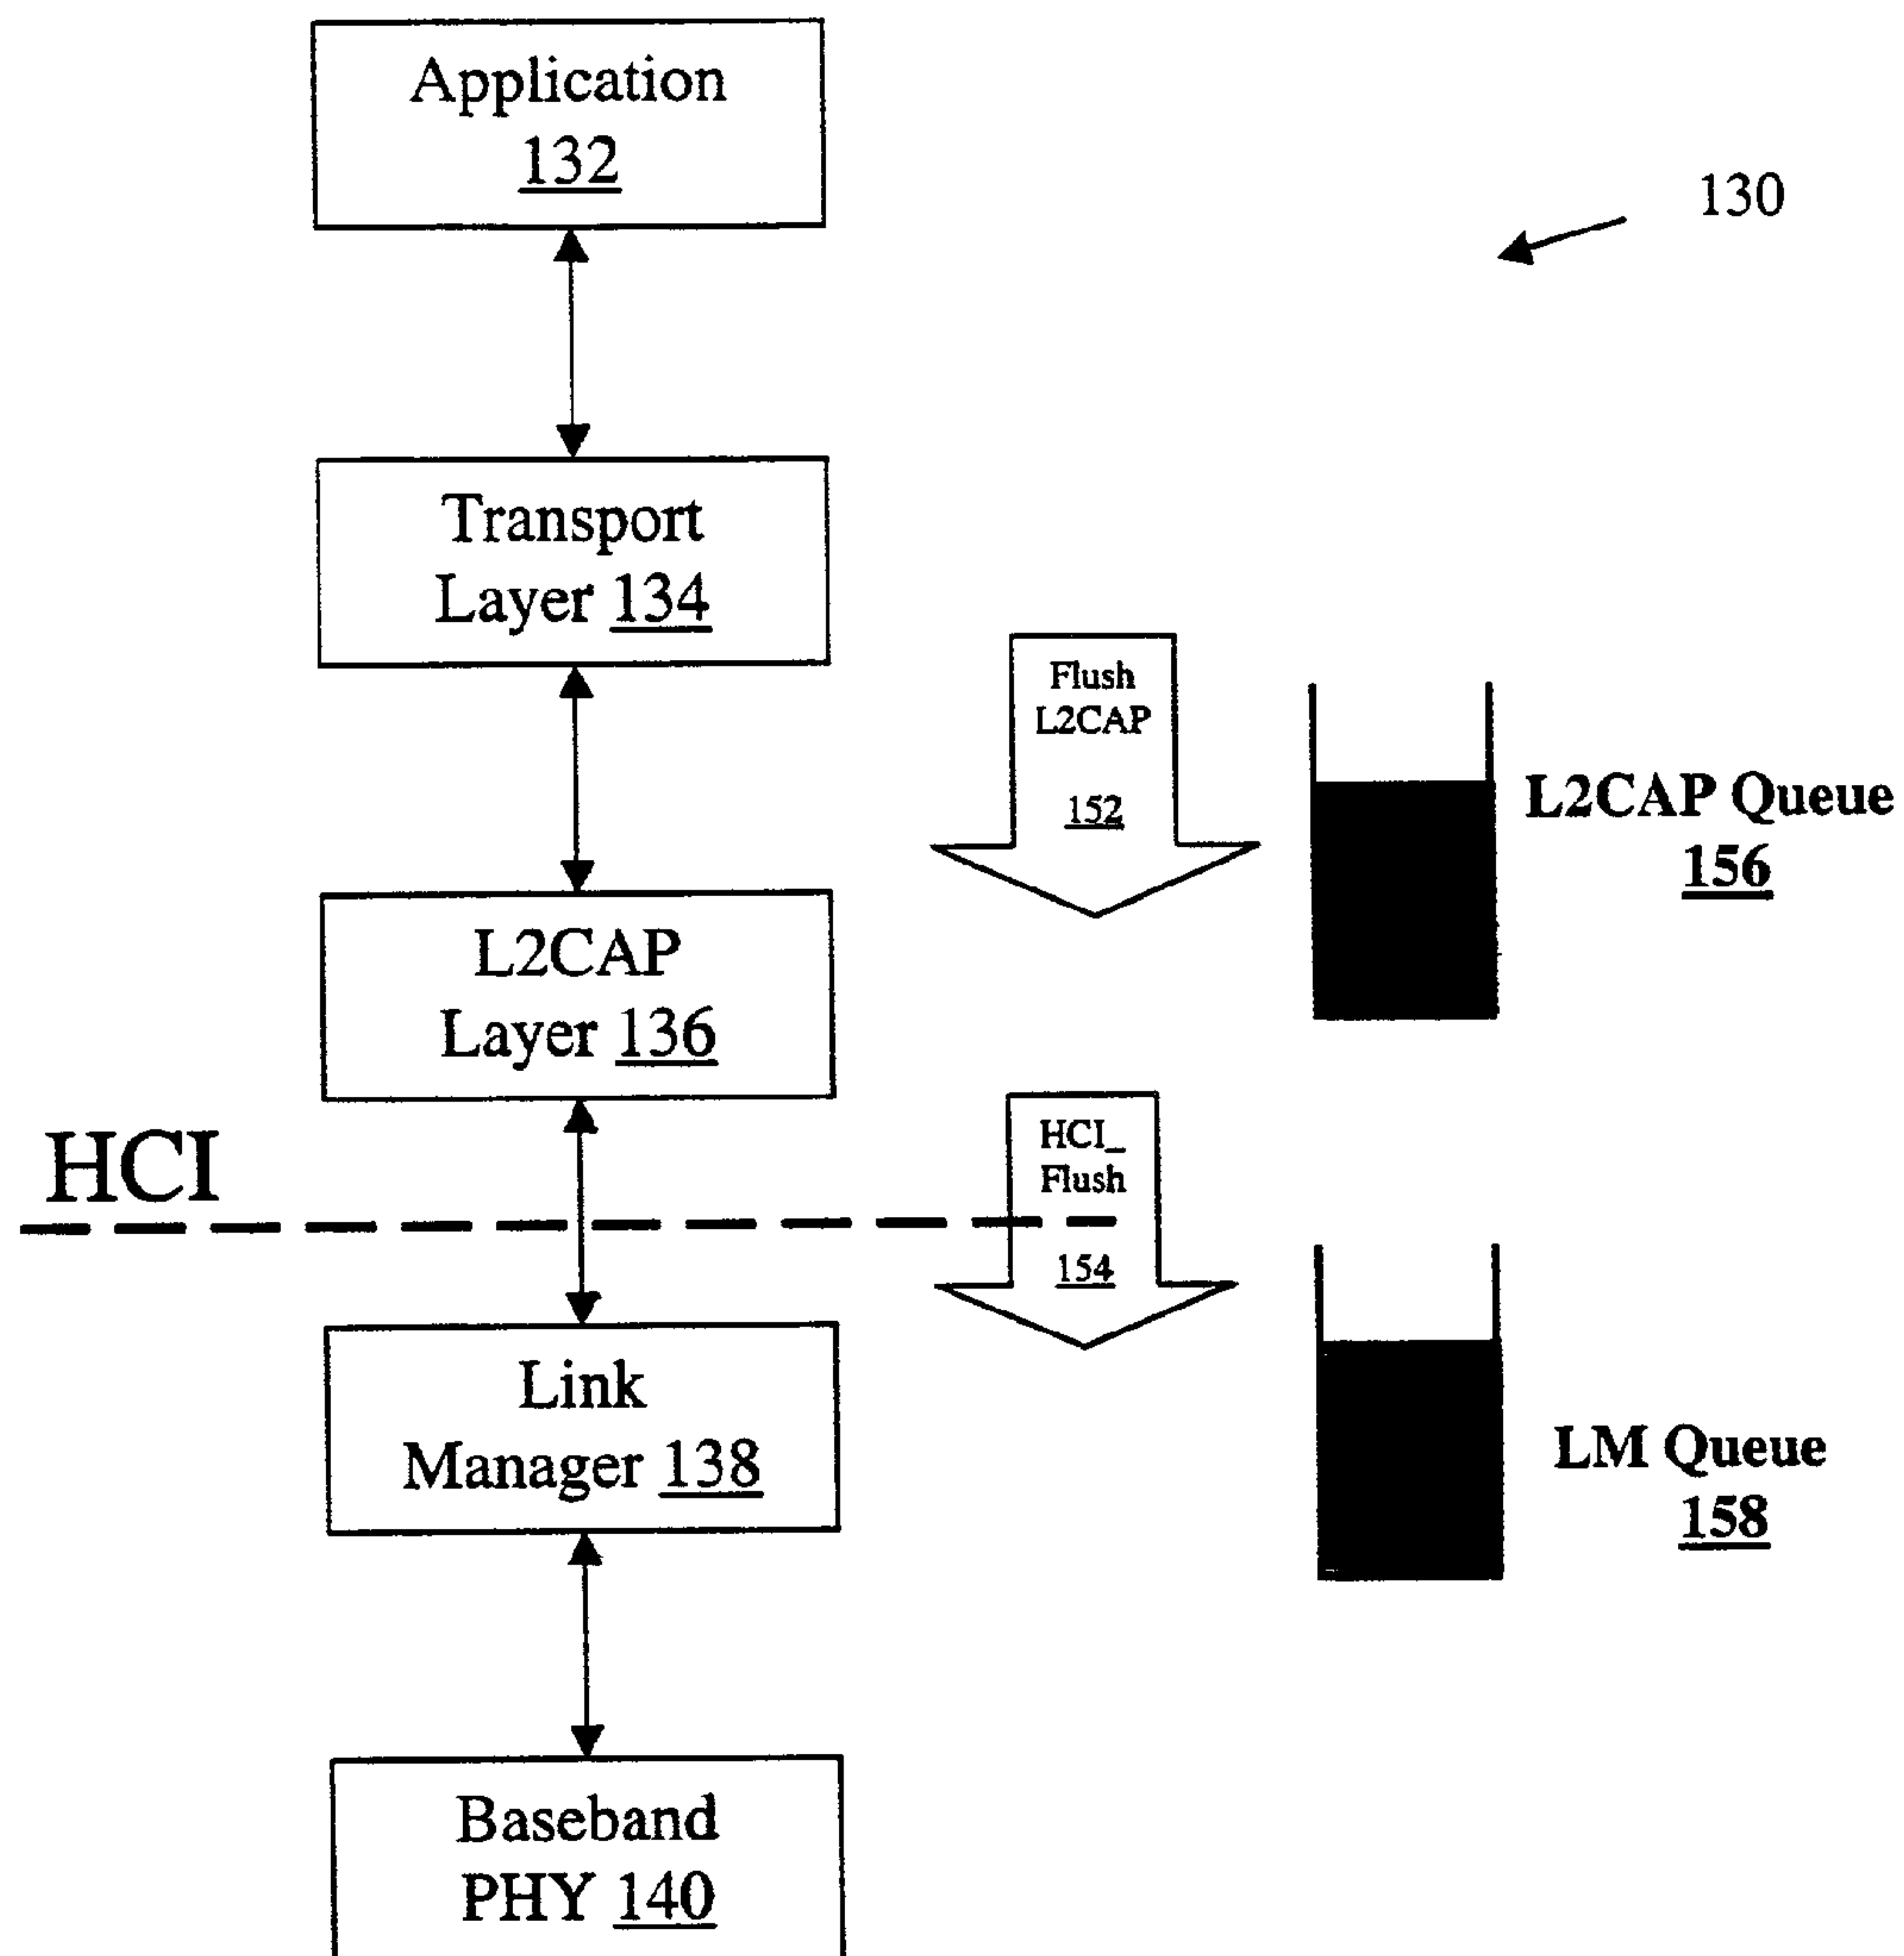 Application
132
130
Transport
Layer 134
Flush
L2CAP
152
L2CAP Queue
156
L2CAP
Layer 136
HCI
HCI_
Flush
154
Link
Manager 138
LM Queue
158
Baseband
PHY 140